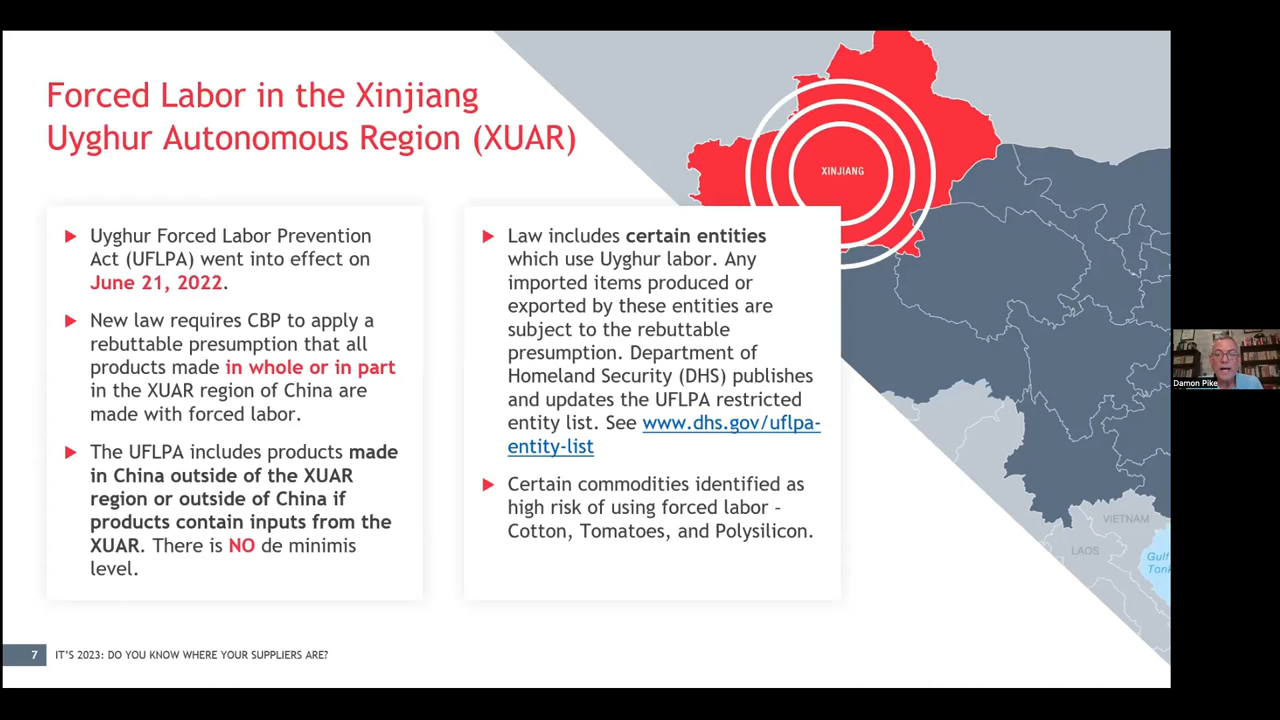 Forced Labor in the Xinjiang
Uyghur Autonomous Region (XUAR)
Uyghur Forced Labor Prevention
Act (UFLPA) went into effect on
June 21, 2022.
New law requires CBP to apply a
rebuttable presumption that all
products made in whole or in part
in the XUAR region of China are
made with forced labor.
The UFLPA includes products made
in China outside of the XUAR
region or outside of China if
products contain inputs from the
XUAR. There is NO de minimis
level.
Law includes certain entities
which use Uyghur labor. Any
imported items produced or
exported by these entities are
subject to the rebuttable
presumption. Department of
Homeland Security (DHS) publishes
and updates the UFLPA restricted
entity list. See www.dhs.gov/uflpa-
entity-list
Certain commodities identified as
high risk of using forced labor –
Cotton, Tomatoes, and Polysilicon.
XINJIANG
VIETNAM
LAOS
Gulf
Tonk
Damon Pike
7 IT'S 2023: DO YOU KNOW WHERE YOUR SUPPLIERS ARE?